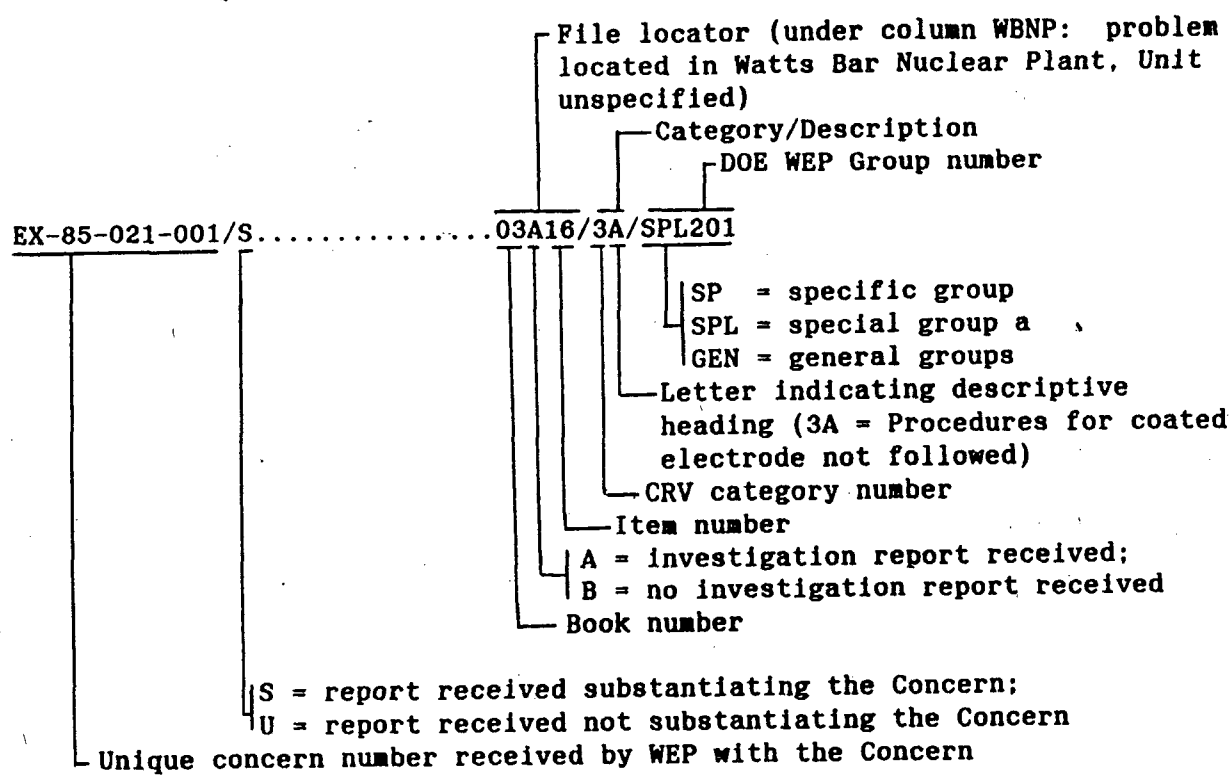 File locator (under column WBNP: problem
located in Watts Bar Nuclear Plant, Unit
unspecified)
Category/Description
DOE WEP Group number
EX-85-021-001/S...............03A16/3A/SPL201
SP = specific group
SPL = special group a
GEN = general groups
Letter indicating descriptive
heading (3A = Procedures for coated
electrode not followed)
CRV category number
Item number
A = investigation report received;
B = no investigation report received
Book number
S = report received substantiating the Concern;
U = report received not substantiating the Concern
Unique concern number received by WEP with the Concern